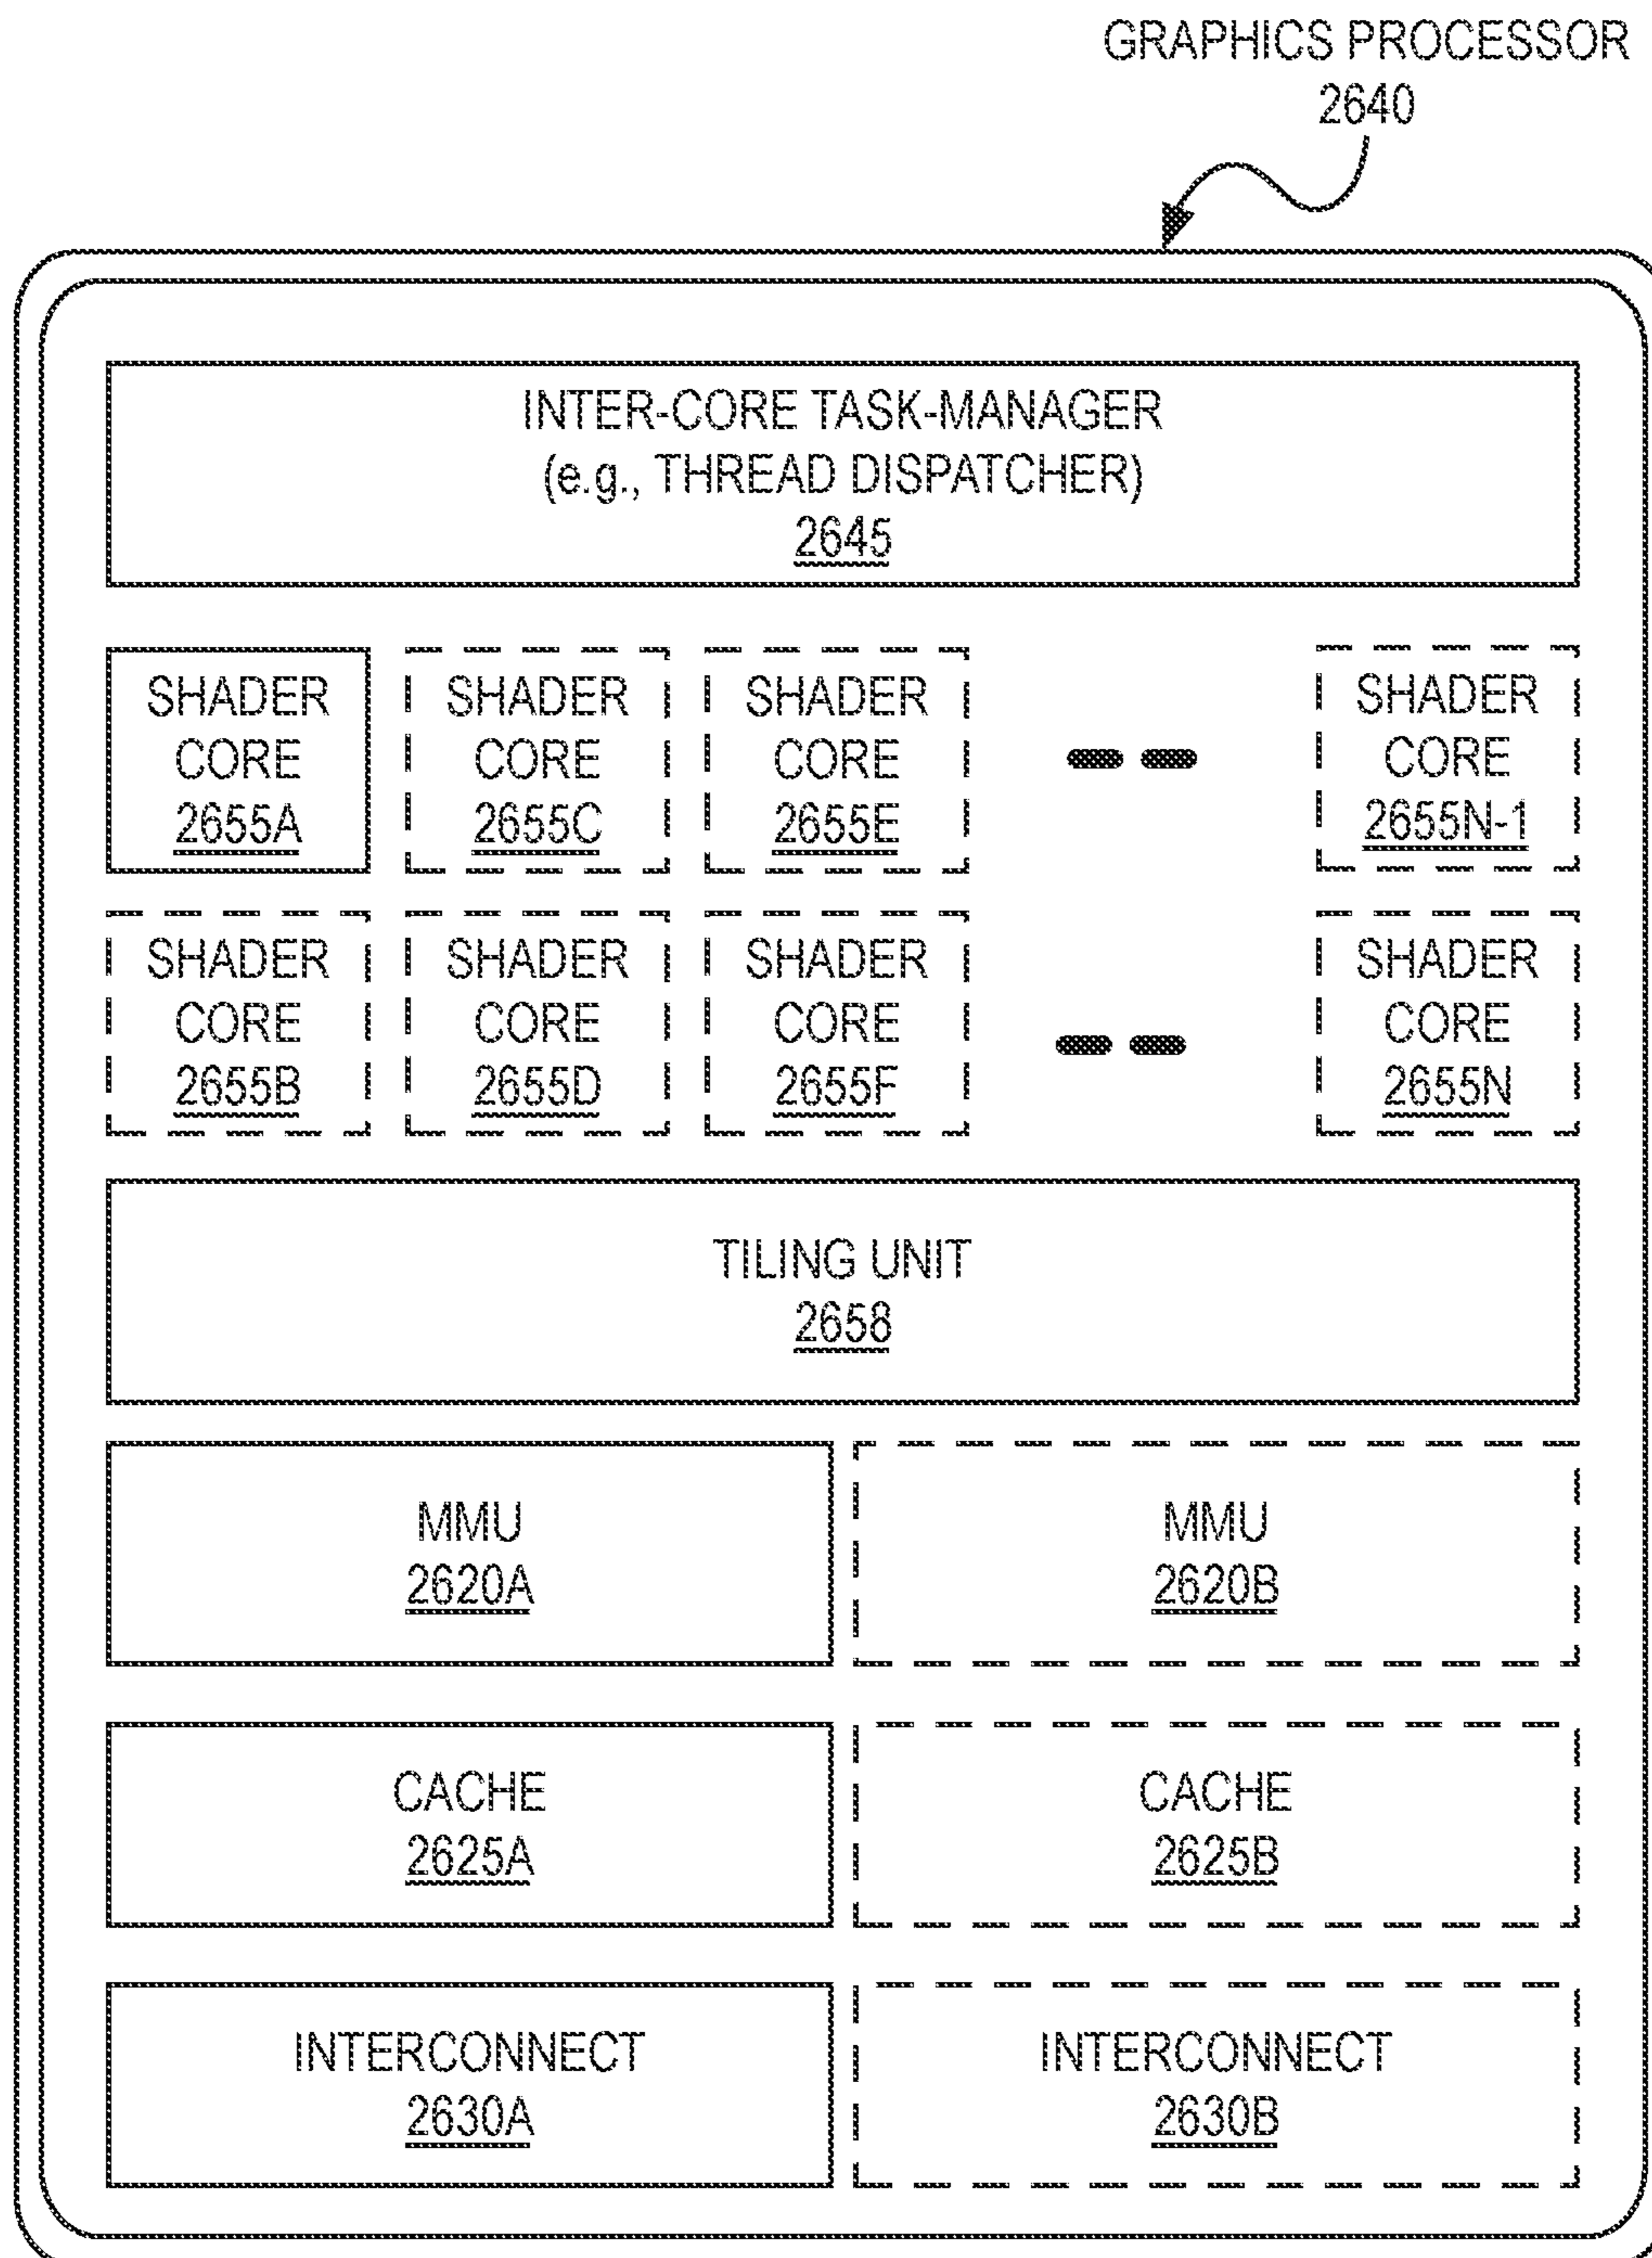 GRAPHICS PROCESSOR
2640
INTER-CORE TASK-MANAGER
(e.g., THREAD DISPATCHER)
2645
SHADER
CORE
2655A
SHADER
CORE
2655C
SHADER
CORE
2655E
SHADER
CORE
2655N-1
SHADER
CORE
2655B
SHADER
CORE
2655D
SHADER
CORE
2655F
SHADER
CORE
2655N
TILING UNIT
2658
MMU
2620A
MMU
2620B
CACHE
2625A
CACHE
2625B
INTERCONNECT
2630A
INTERCONNECT
2630B